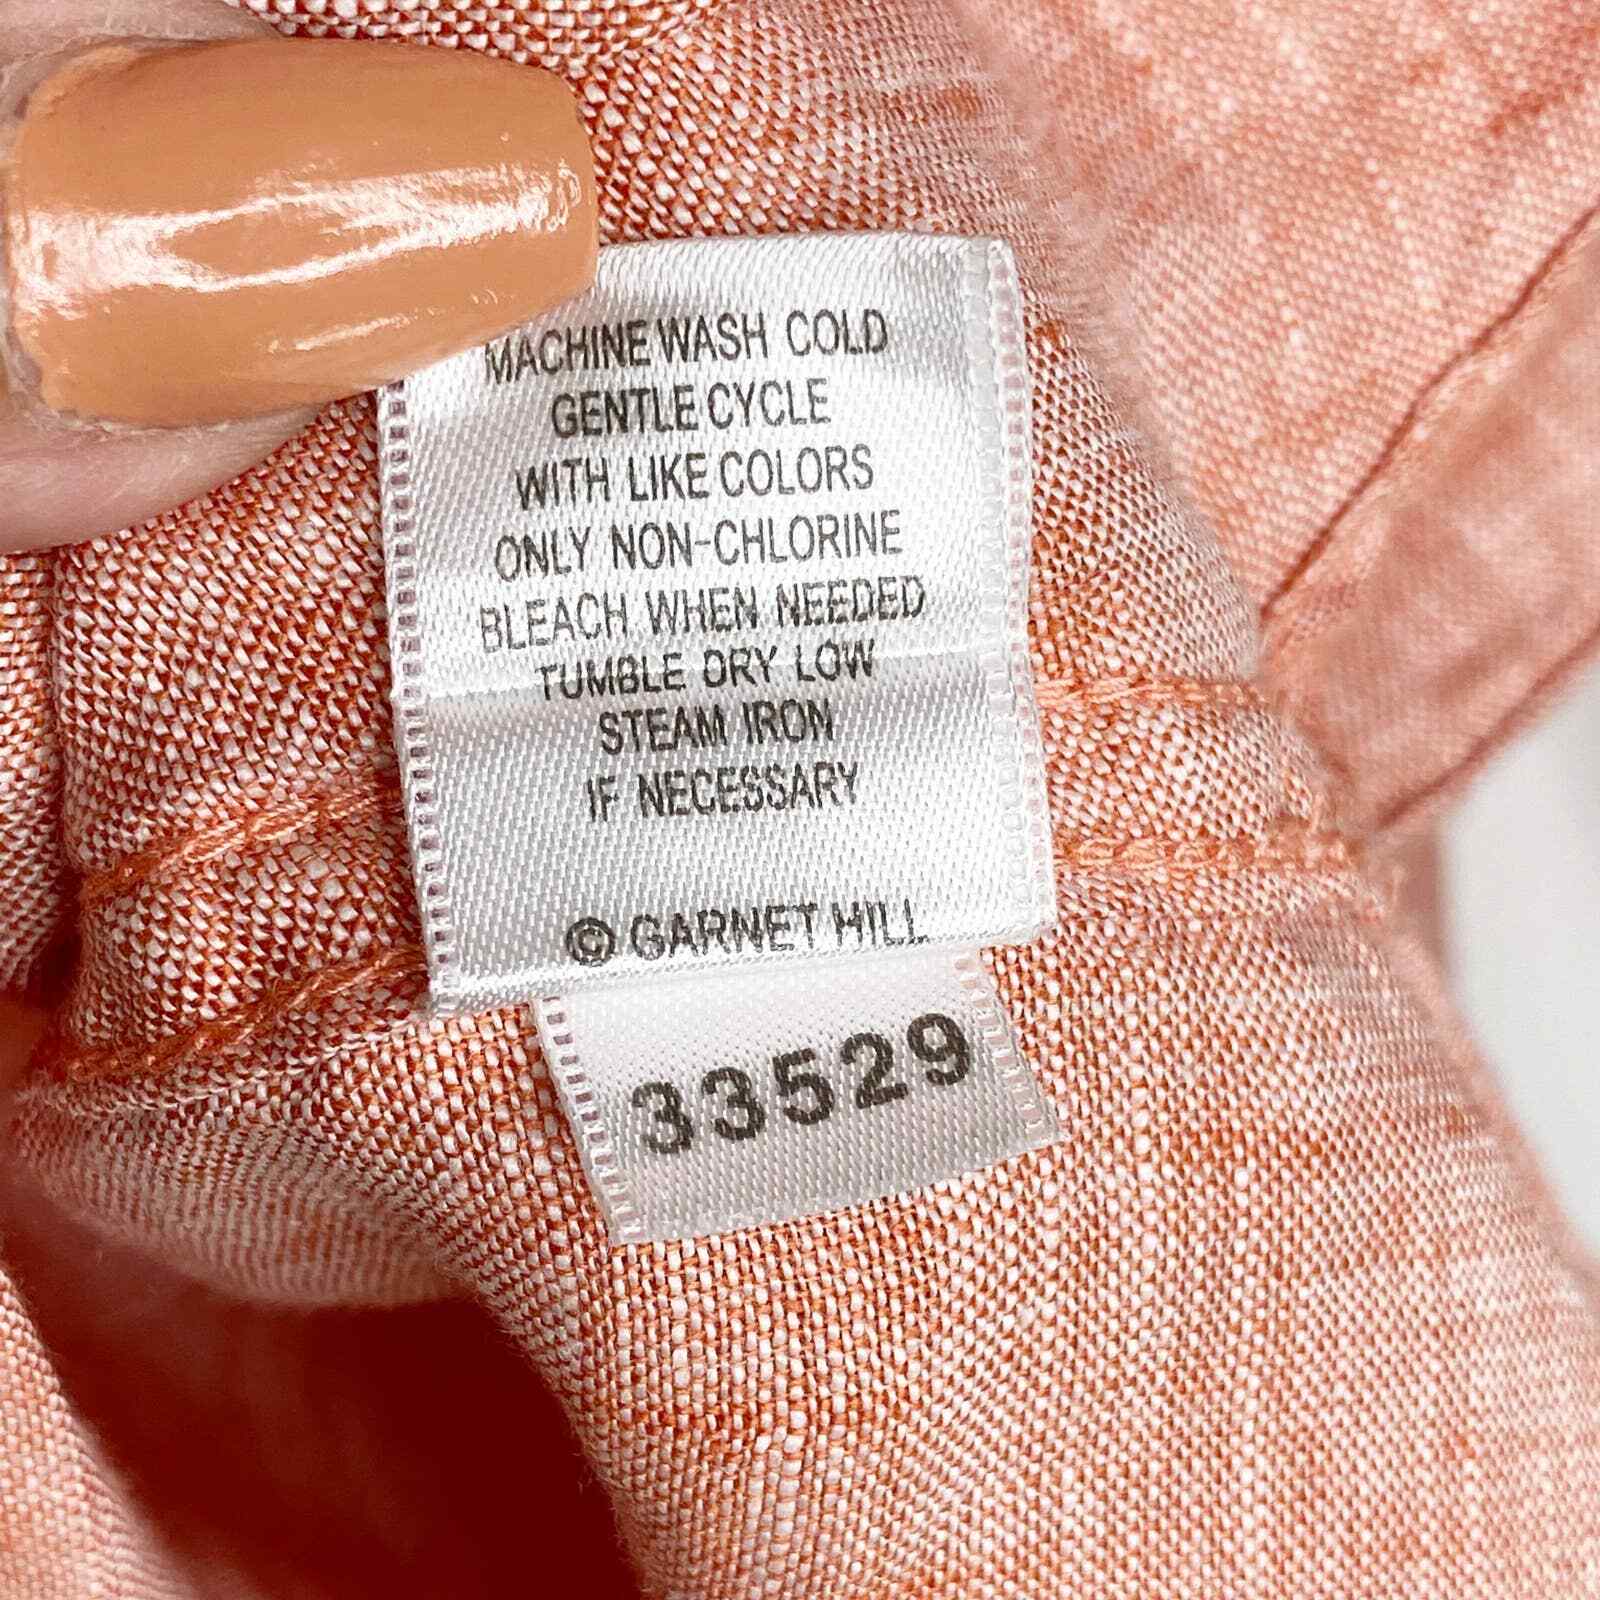 MACHINE WASH COLD
GENTLE CYCLE
WITH LIKE COLORS
ONLY NON-CHLORINE
BLEACH WHEN NEEDED
TUMBLE DRY LOW
STEAM IRON
IF NECESSARY
© GARNET HILL
33529